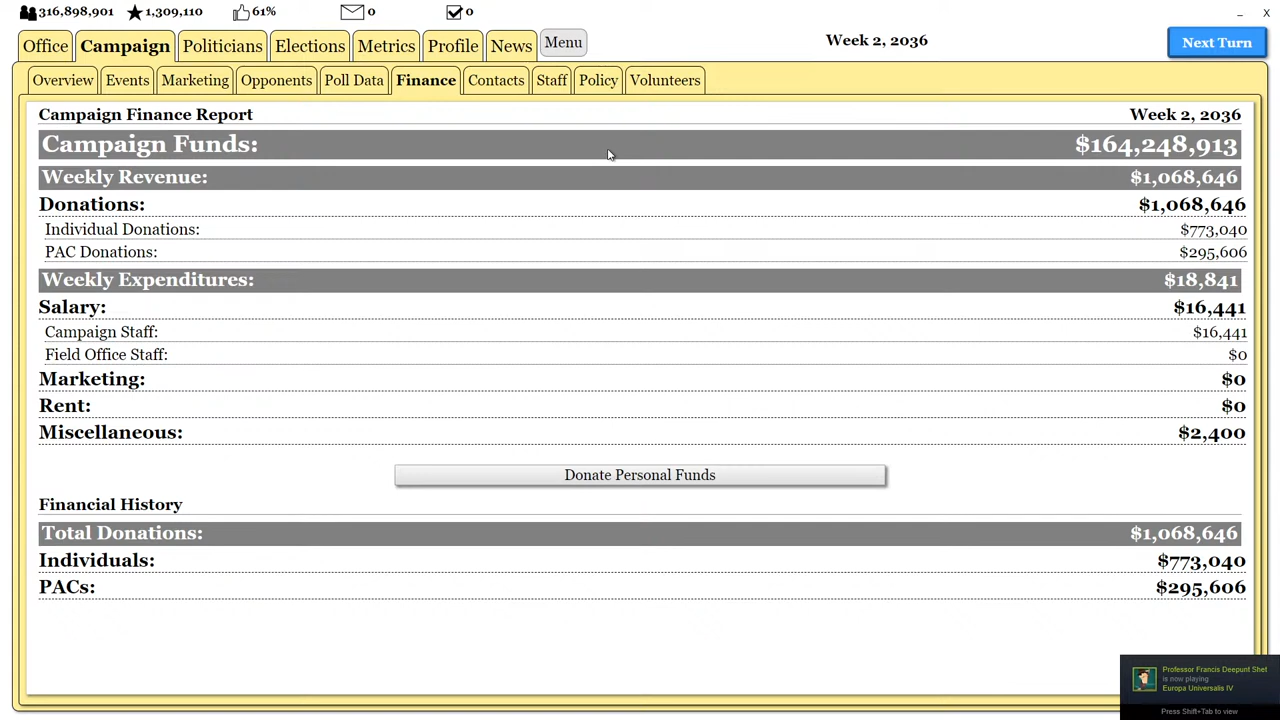 316,898,901 1,309,110 61% 0 0
_ X
Office Campaign Politicians Elections Metrics Profile News Menu Week 2, 2036 Next Turn
Overview Events Marketing Opponents Poll Data Finance Contacts Staff Policy Volunteers
Campaign Finance Report Week 2, 2036
Campaign Funds: $164,248,913
Weekly Revenue: $1,068,646
Donations: $1,068,646
Individual Donations: $773,040
PAC Donations: $295,606
Weekly Expenditures: $18,841
Salary: $16,441
Campaign Staff: $16,441
Field Office Staff: $0
Marketing: $0
Rent: $0
Miscellaneous: $2,400
Donate Personal Funds
Financial History
Total Donations: $1,068,646
Individuals: $773,040
PACs: $295,606
Professor Francis Deepunt Shet
is now playing
Europa Universalis IV
Press Shift+Tab to view